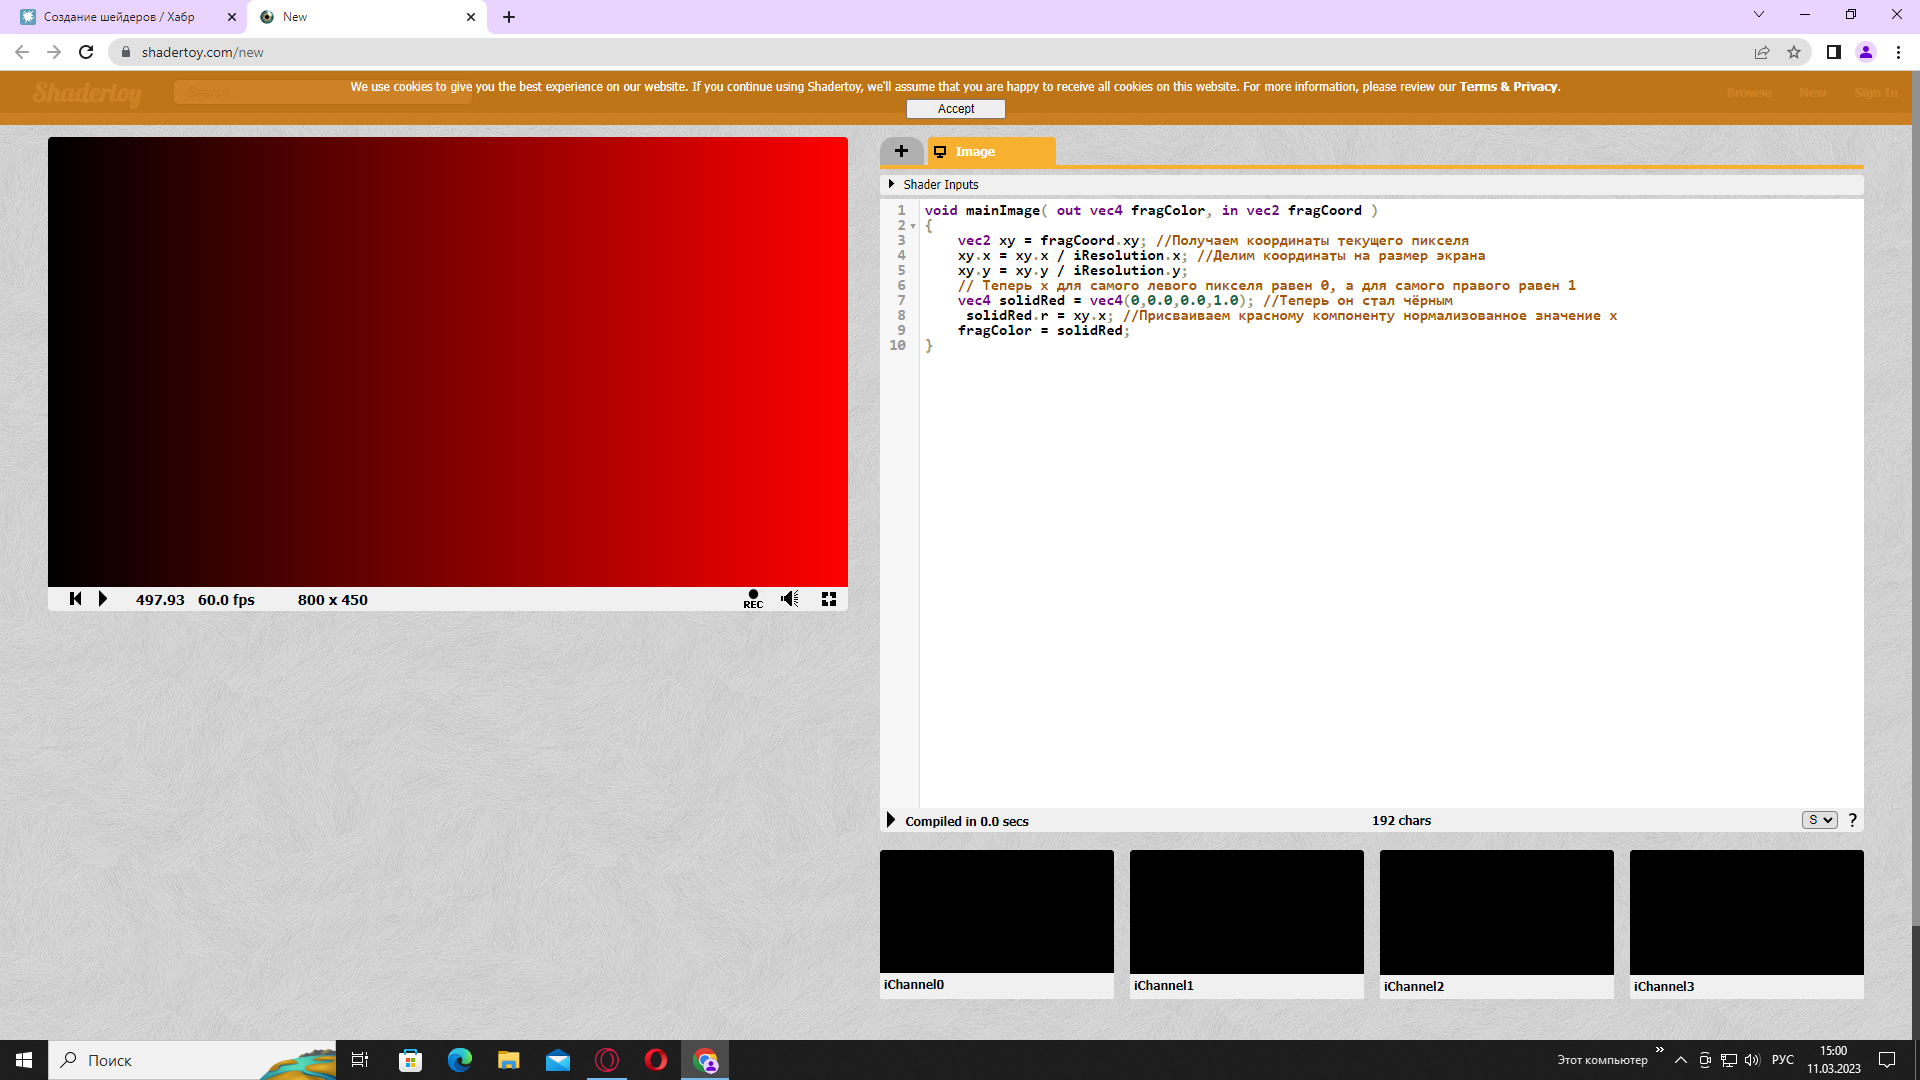 Создание шейдеров / Хабр
New
shadertoy.com/new
Shadertoy
Search...
We use cookies to give you the best experience on our website. If you continue using Shadertoy, we'll assume that you are happy to receive all cookies on this website. For more information, please review our Terms & Privacy.
Accept
Browse New Sign In
Image
Shader Inputs
1 void mainImage( out vec4 fragColor, in vec2 fragCoord )
2 {
3 vec2 xy = fragCoord.xy; //Получаем координаты текущего пикселя
4 xy.x = xy.x / iResolution.x; //Делим координаты на размер экрана
5 xy.y = xy.y / iResolution.y;
6 // Теперь x для самого левого пикселя равен 0, а для самого правого равен 1
7 vec4 solidRed = vec4(0,0.0,0.0,1.0); //Теперь он стал чёрным
8 solidRed.r = xy.x; //Присваиваем красному компоненту нормализованное значение x
9 fragColor = solidRed;
10 }
497.93 60.0 fps 800 x 450
REC
Compiled in 0.0 secs 192 chars S ?
iChannel0 iChannel1 iChannel2 iChannel3
Поиск
Этот компьютер
РУС
15:00
11.03.2023